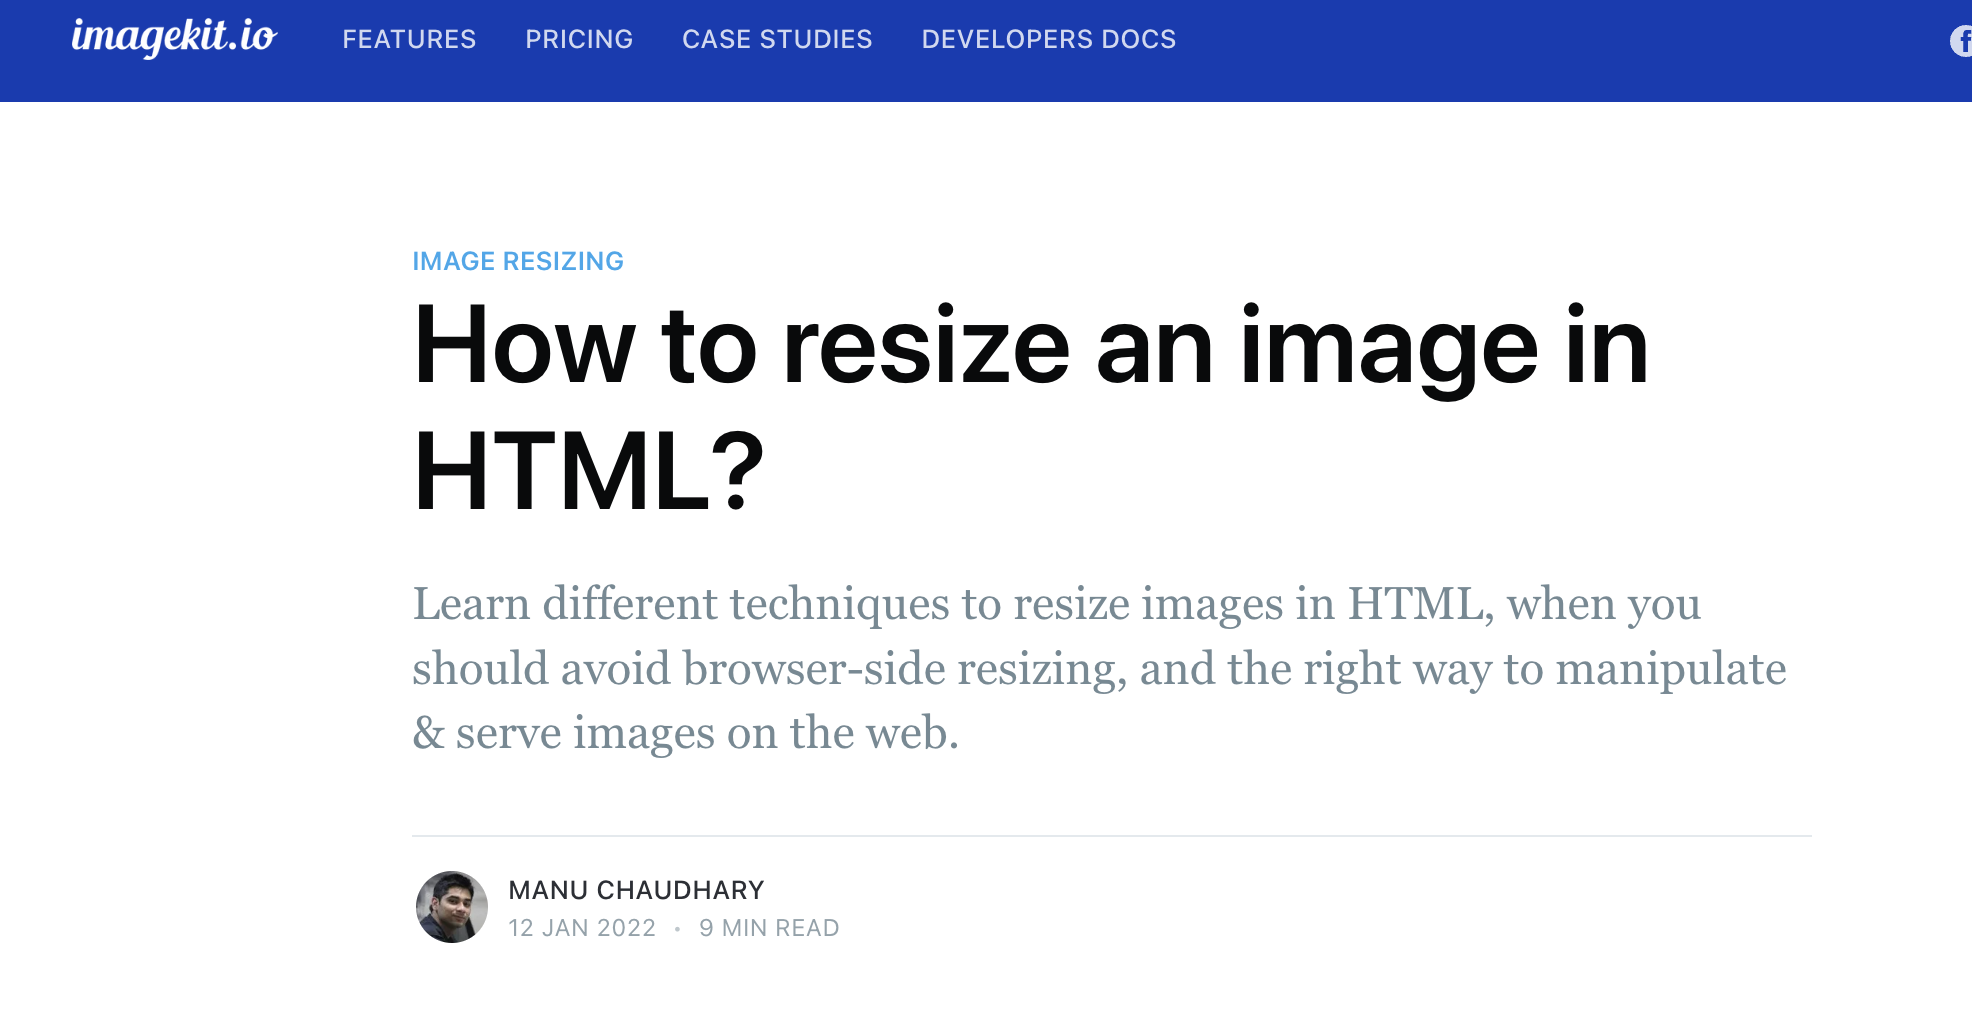 imagekit.io FEATURES PRICING CASE STUDIES DEVELOPERS DOCS f
IMAGE RESIZING
How to resize an image in
HTML?
Learn different techniques to resize images in HTML, when you
should avoid browser-side resizing, and the right way to manipulate
& serve images on the web.
MANU CHAUDHARY
12 JAN 2022 • 9 MIN READ